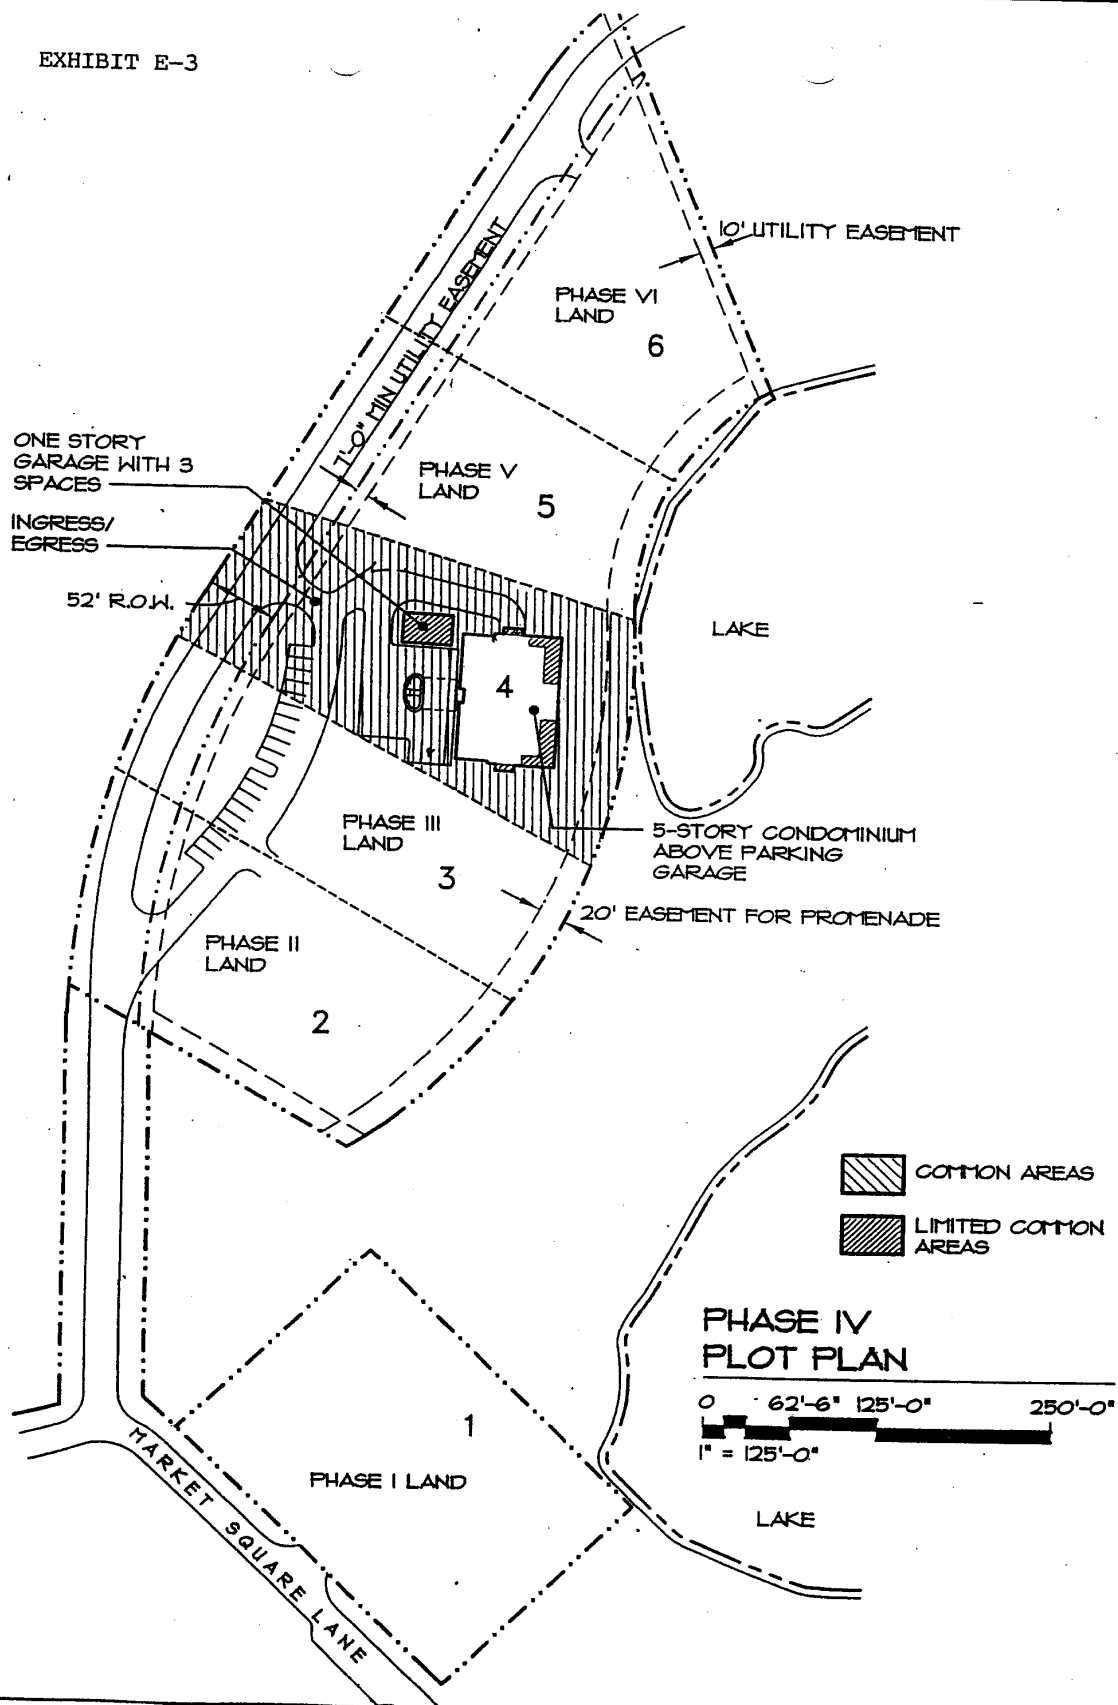 EXHIBIT E-3
10' UTILITY EASEMENT
7'-0" MIN UTILITY EASEMENT
PHASE VI
LAND
6
ONE STORY
GARAGE WITH 3
SPACES
PHASE V
LAND
5
INGRESS/
EGRESS
52' R.O.W.
LAKE
4
PHASE III
LAND
3
5-STORY CONDOMINIUM
ABOVE PARKING
GARAGE
20' EASEMENT FOR PROMENADE
PHASE II
LAND
2
COMMON AREAS
LIMITED COMMON
AREAS
PHASE IV
PLOT PLAN
0 62'-6" 125'-0" 250'-0"
1" = 125'-0"
1
PHASE I LAND
MARKET SQUARE LANE
LAKE